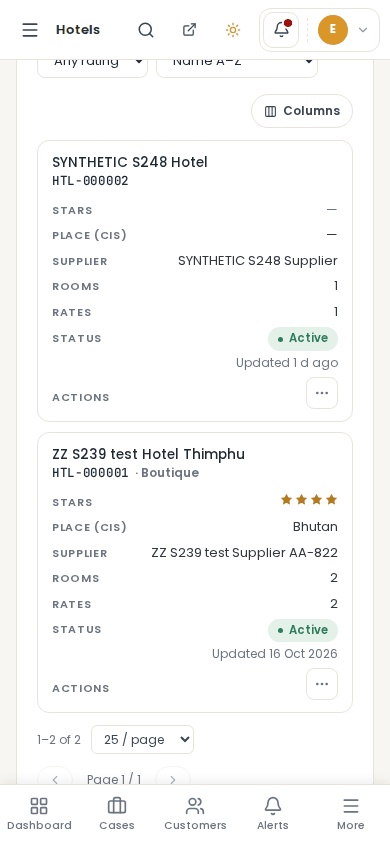 Hotels
E
Any rating
Name A–Z
Columns
SYNTHETIC S248 Hotel
HTL-000002
STARS —
PLACE (CIS) —
SUPPLIER SYNTHETIC S248 Supplier
ROOMS 1
RATES 1
STATUS Active
Updated 1 d ago
ACTIONS
ZZ S239 test Hotel Thimphu
HTL-000001 · Boutique
STARS
PLACE (CIS) Bhutan
SUPPLIER ZZ S239 test Supplier AA-822
ROOMS 2
RATES 2
STATUS Active
Updated 16 Oct 2026
ACTIONS
1–2 of 2 25 / page
Page 1 / 1
Dashboard Cases Customers Alerts More